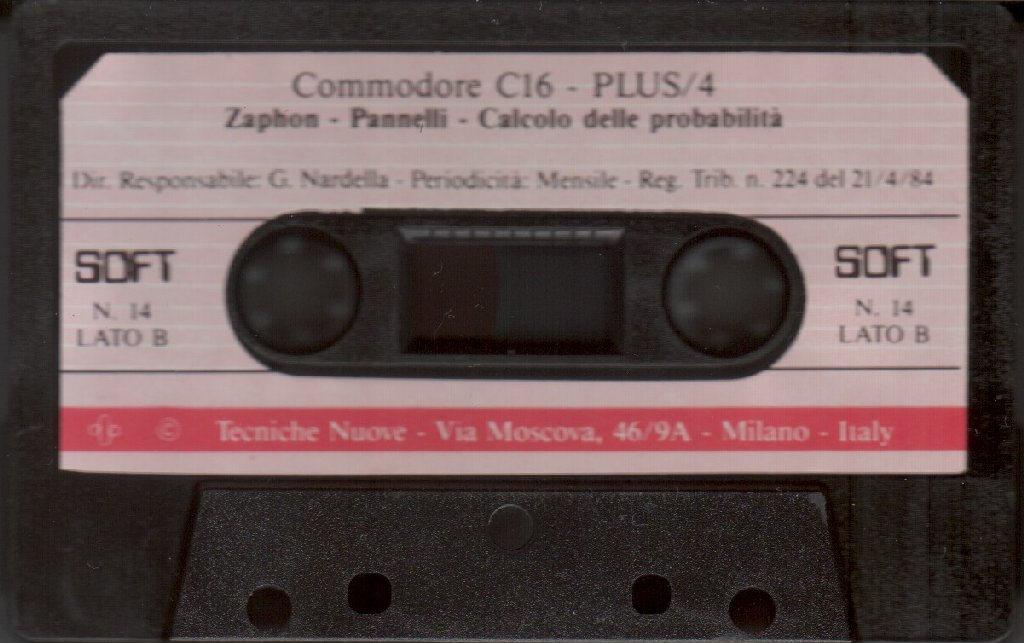 Commodore C16 - PLUS/4
Zaphon - Pannelli - Calcolo delle probabilità
Dir. Responsabile: G. Nardella - Periodicità: Mensile - Reg. Trib. n. 224 del 21/4/84
SOFT
N. 14
LATO B
SOFT
N. 14
LATO B
© Tecniche Nuove - Via Moscova, 46/9A - Milano - Italy